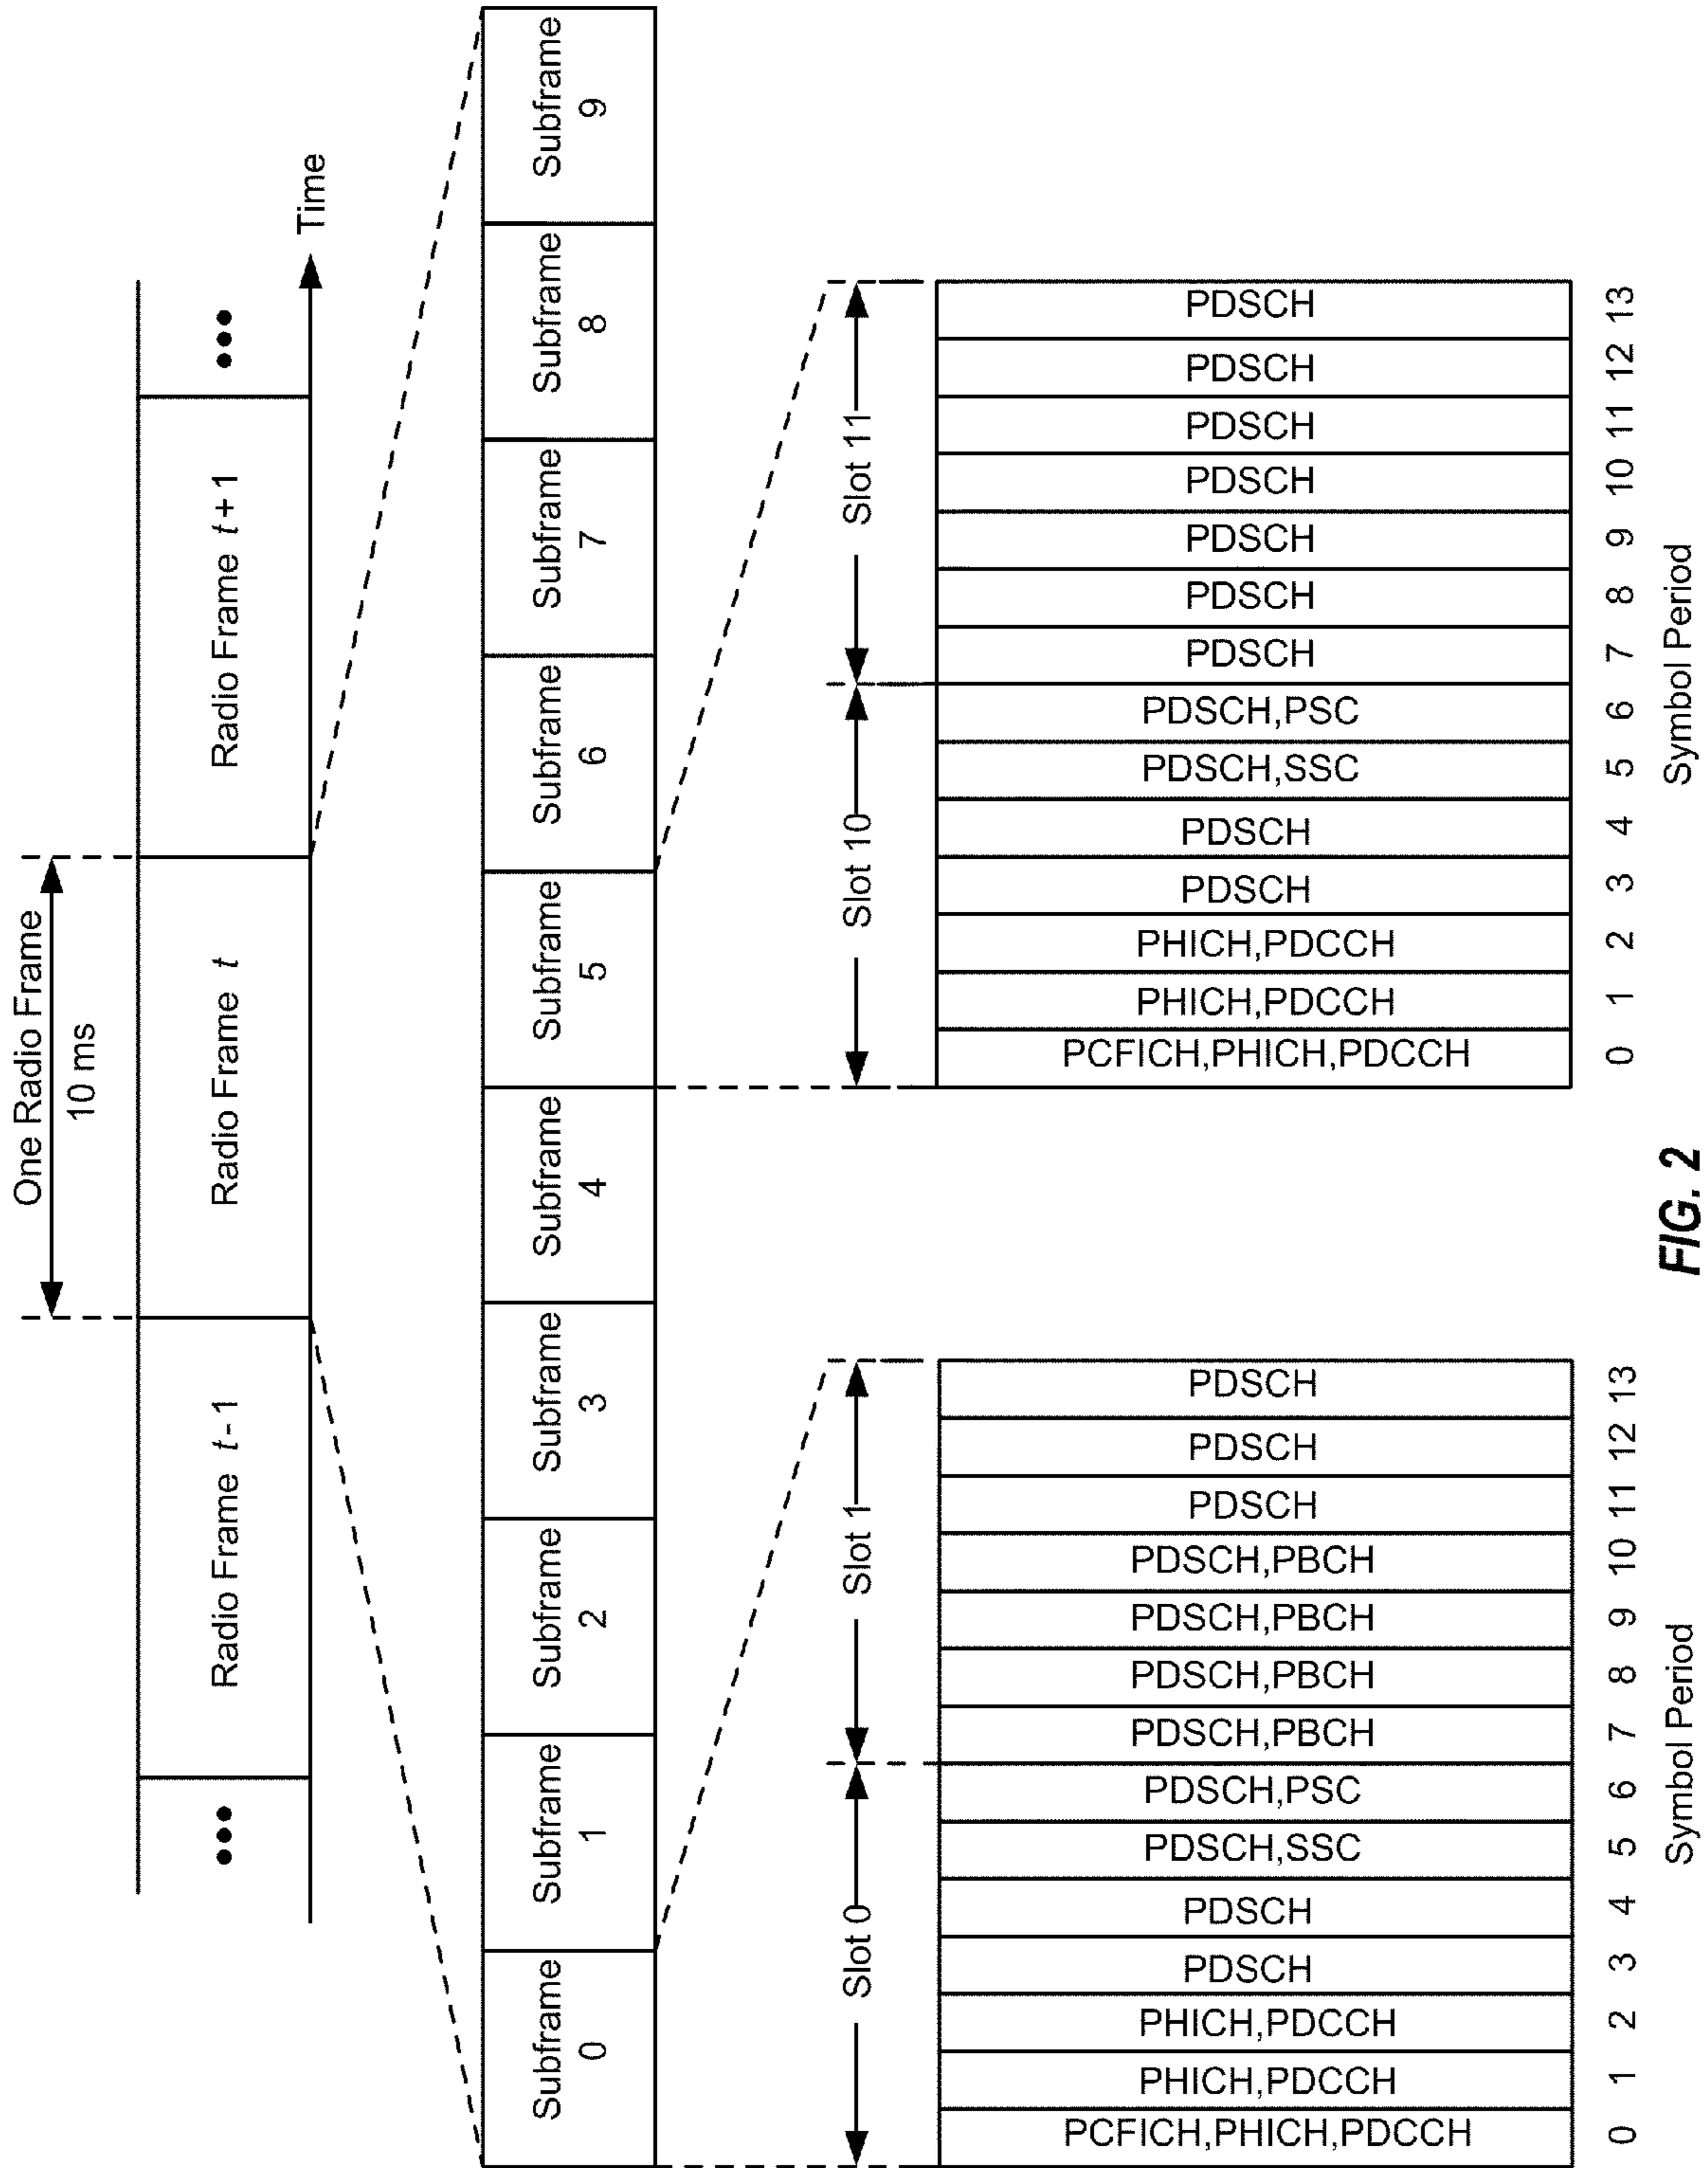 One Radio Frame
10 ms
••• Radio Frame t-1 Radio Frame t Radio Frame t+1 •••
Time
Subframe 0
Subframe 1
Subframe 2
Subframe 3
Subframe 4
Subframe 5
Subframe 6
Subframe 7
Subframe 8
Subframe 9
Slot 0
Slot 1
PCFICH,PHICH,PDCCH
PHICH,PDCCH
PHICH,PDCCH
PDSCH
PDSCH
PDSCH,SSC
PDSCH,PSC
PDSCH,PBCH
PDSCH,PBCH
PDSCH,PBCH
PDSCH,PBCH
PDSCH
PDSCH
PDSCH
0 1 2 3 4 5 6 7 8 9 10 11 12 13
Symbol Period
Slot 10
Slot 11
PCFICH,PHICH,PDCCH
PHICH,PDCCH
PHICH,PDCCH
PDSCH
PDSCH
PDSCH,SSC
PDSCH,PSC
PDSCH
PDSCH
PDSCH
PDSCH
PDSCH
PDSCH
PDSCH
0 1 2 3 4 5 6 7 8 9 10 11 12 13
Symbol Period
FIG. 2